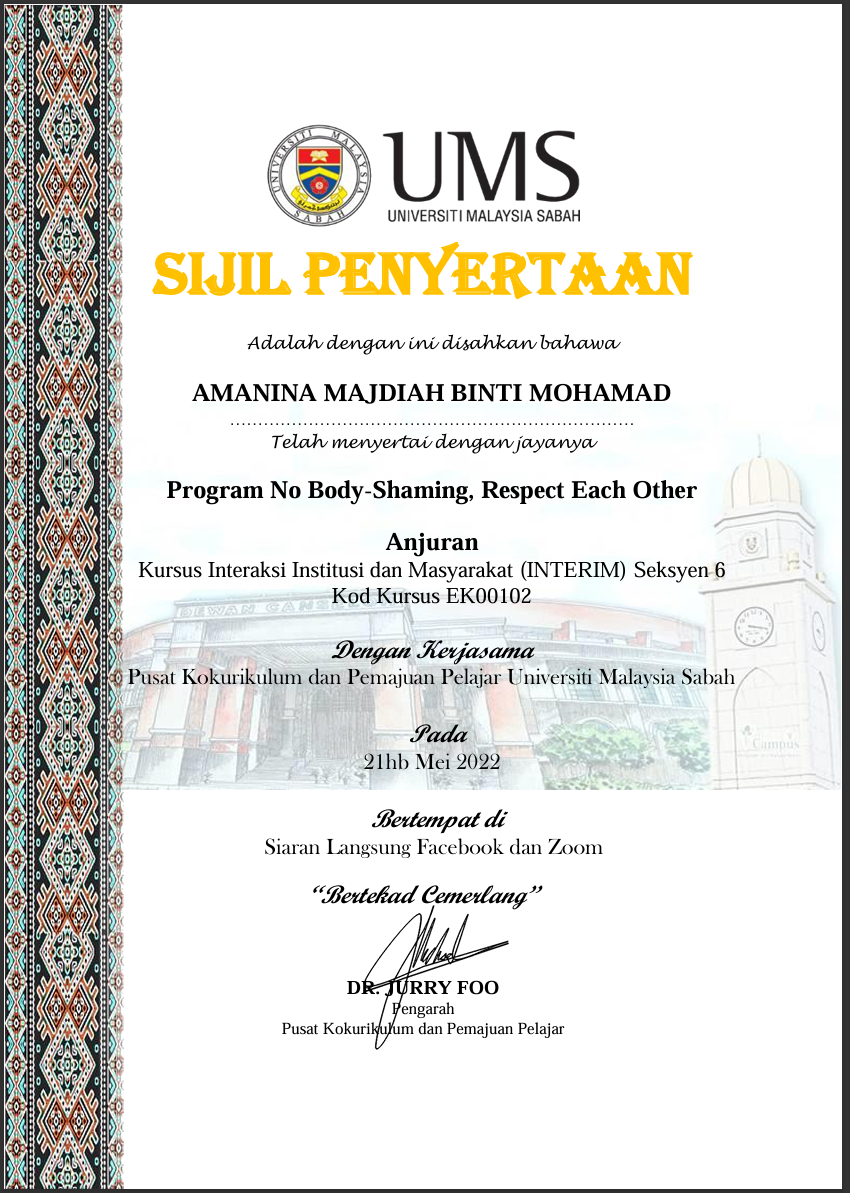 UNIVERSITI MALAYSIA
SABAH
UMS
UNIVERSITI MALAYSIA SABAH
SIJIL PENYERTAAN
Adalah dengan ini disahkan bahawa
AMANINA MAJDIAH BINTI MOHAMAD
Telah menyertai dengan jayanya
Program No Body-Shaming, Respect Each Other
Anjuran
Kursus Interaksi Institusi dan Masyarakat (INTERIM) Seksyen 6
Kod Kursus EK00102
DEWAN CANSELOR
Dengan Kerjasama
Pusat Kokurikulum dan Pemajuan Pelajar Universiti Malaysia Sabah
Pada
Campus
21hb Mei 2022
Bertempat di
Siaran Langsung Facebook dan Zoom
“Bertekad Cemerlang”
DR. JURRY FOO
Pengarah
Pusat Kokurikulum dan Pemajuan Pelajar